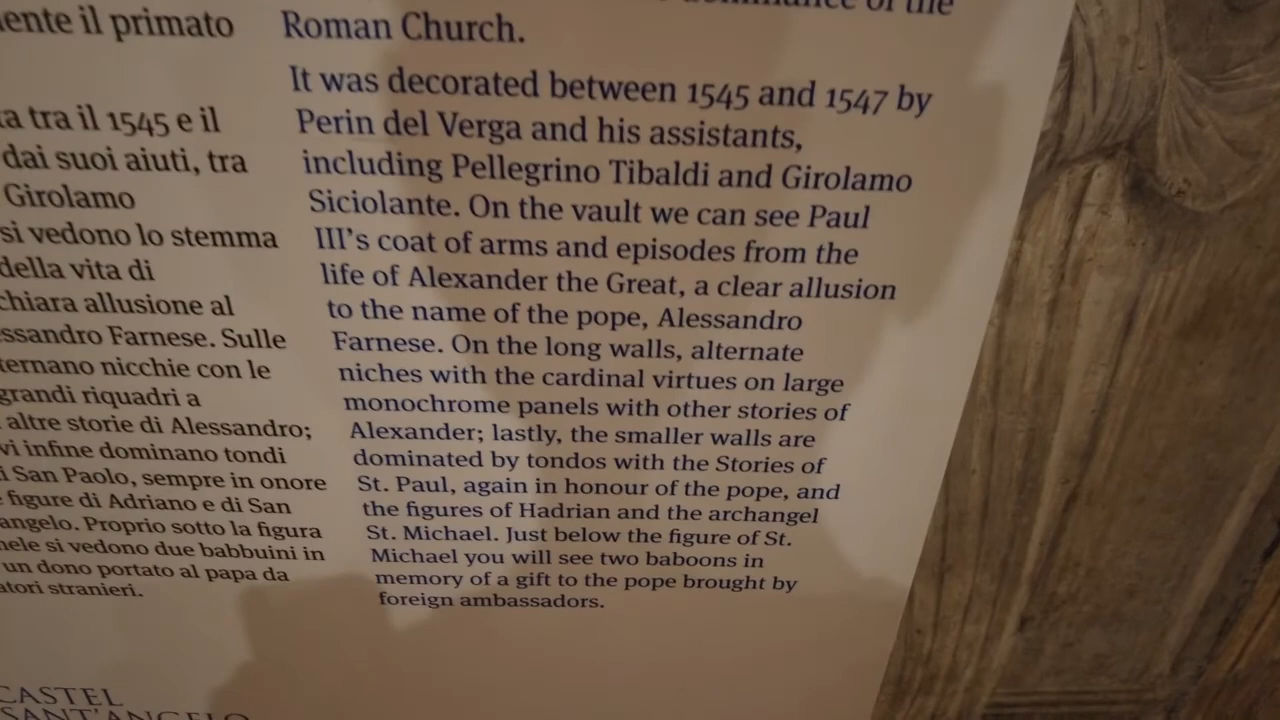 ente il primato
a tra il 1545 e il
dai suoi aiuti, tra
Girolamo
si vedono lo stemma
della vita di
chiara allusione al
ssandro Farnese. Sulle
ternano nicchie con le
grandi riquadri a
altre storie di Alessandro;
vi infine dominano tondi
i San Paolo, sempre in onore
figure di Adriano e di San
angelo. Proprio sotto la figura
ele si vedono due babbuini in
un dono portato al papa da
atori stranieri.
of the
Roman Church.
It was decorated between 1545 and 1547 by
Perin del Verga and his assistants,
including Pellegrino Tibaldi and Girolamo
Siciolante. On the vault we can see Paul
III's coat of arms and episodes from the
life of Alexander the Great, a clear allusion
to the name of the pope, Alessandro
Farnese. On the long walls, alternate
niches with the cardinal virtues on large
monochrome panels with other stories of
Alexander; lastly, the smaller walls are
dominated by tondos with the Stories of
St. Paul, again in honour of the pope, and
the figures of Hadrian and the archangel
St. Michael. Just below the figure of St.
Michael you will see two baboons in
memory of a gift to the pope brought by
foreign ambassadors.
CASTEL
SANT'ANGELO